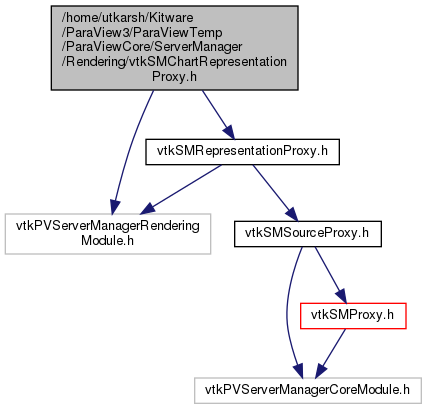 /home/utkarsh/Kitware
/ParaView3/ParaViewTemp
/ParaViewCore/ServerManager
/Rendering/vtkSMChartRepresentation
Proxy.h
vtkSMRepresentationProxy.h
vtkPVServerManagerRendering
Module.h
vtkSMSourceProxy.h
vtkSMProxy.h
vtkPVServerManagerCoreModule.h